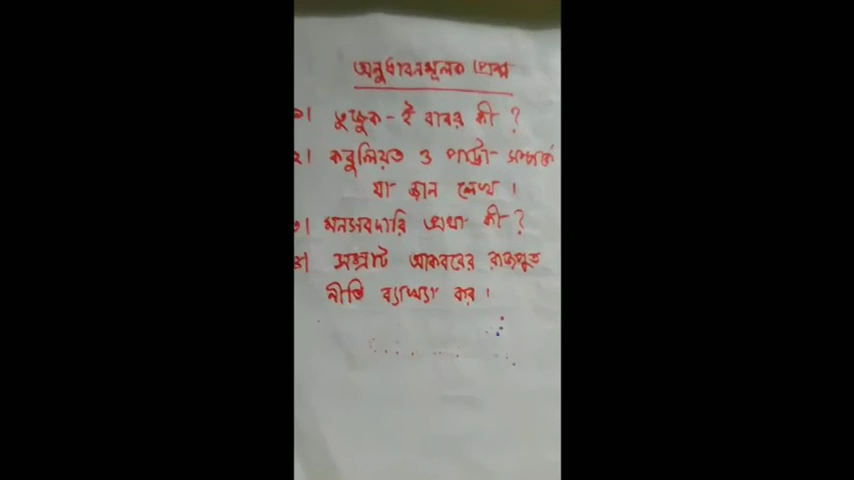 অনুধাবনমূলক প্রশ্ন
১। তুজুক-ই বাবর কী ?
২। কবুলিয়ত ও পাট্টা সম্পর্কে
যা জান লেখ ।
৩। মনসবদারি প্রথা কী ?
৪। সম্রাট আকবরের রাজপুত
নীতি ব্যাখ্যা কর ।